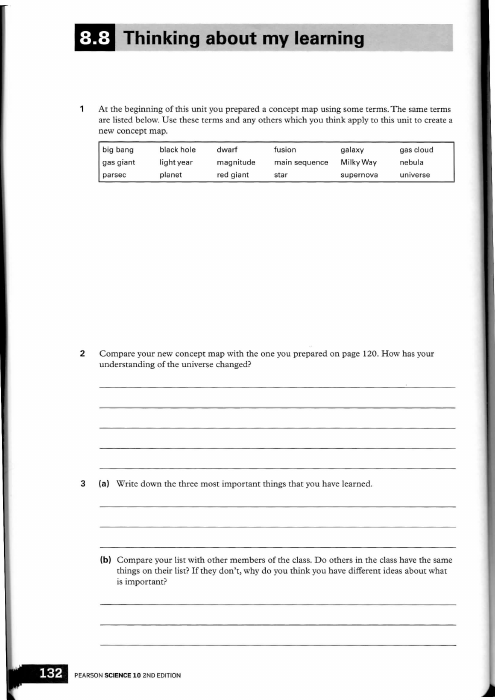 8.8 Thinking about my learning
1 At the beginning of this unit you prepared a concept map using some terms. The same terms
are listed below. Use these terms and any others which you think apply to this unit to create a
new concept map.
big bang black hole dwarf fusion galaxy gas cloud
gas giant light year magnitude main sequence Milky Way nebula
parsec planet red giant star supernova universe
2 Compare your new concept map with the one you prepared on page 120. How has your
understanding of the universe changed?
3 (a) Write down the three most important things that you have learned.
(b) Compare your list with other members of the class. Do others in the class have the same
things on their list? If they don't, why do you think you have different ideas about what
is important?
132 PEARSON SCIENCE 10 2ND EDITION